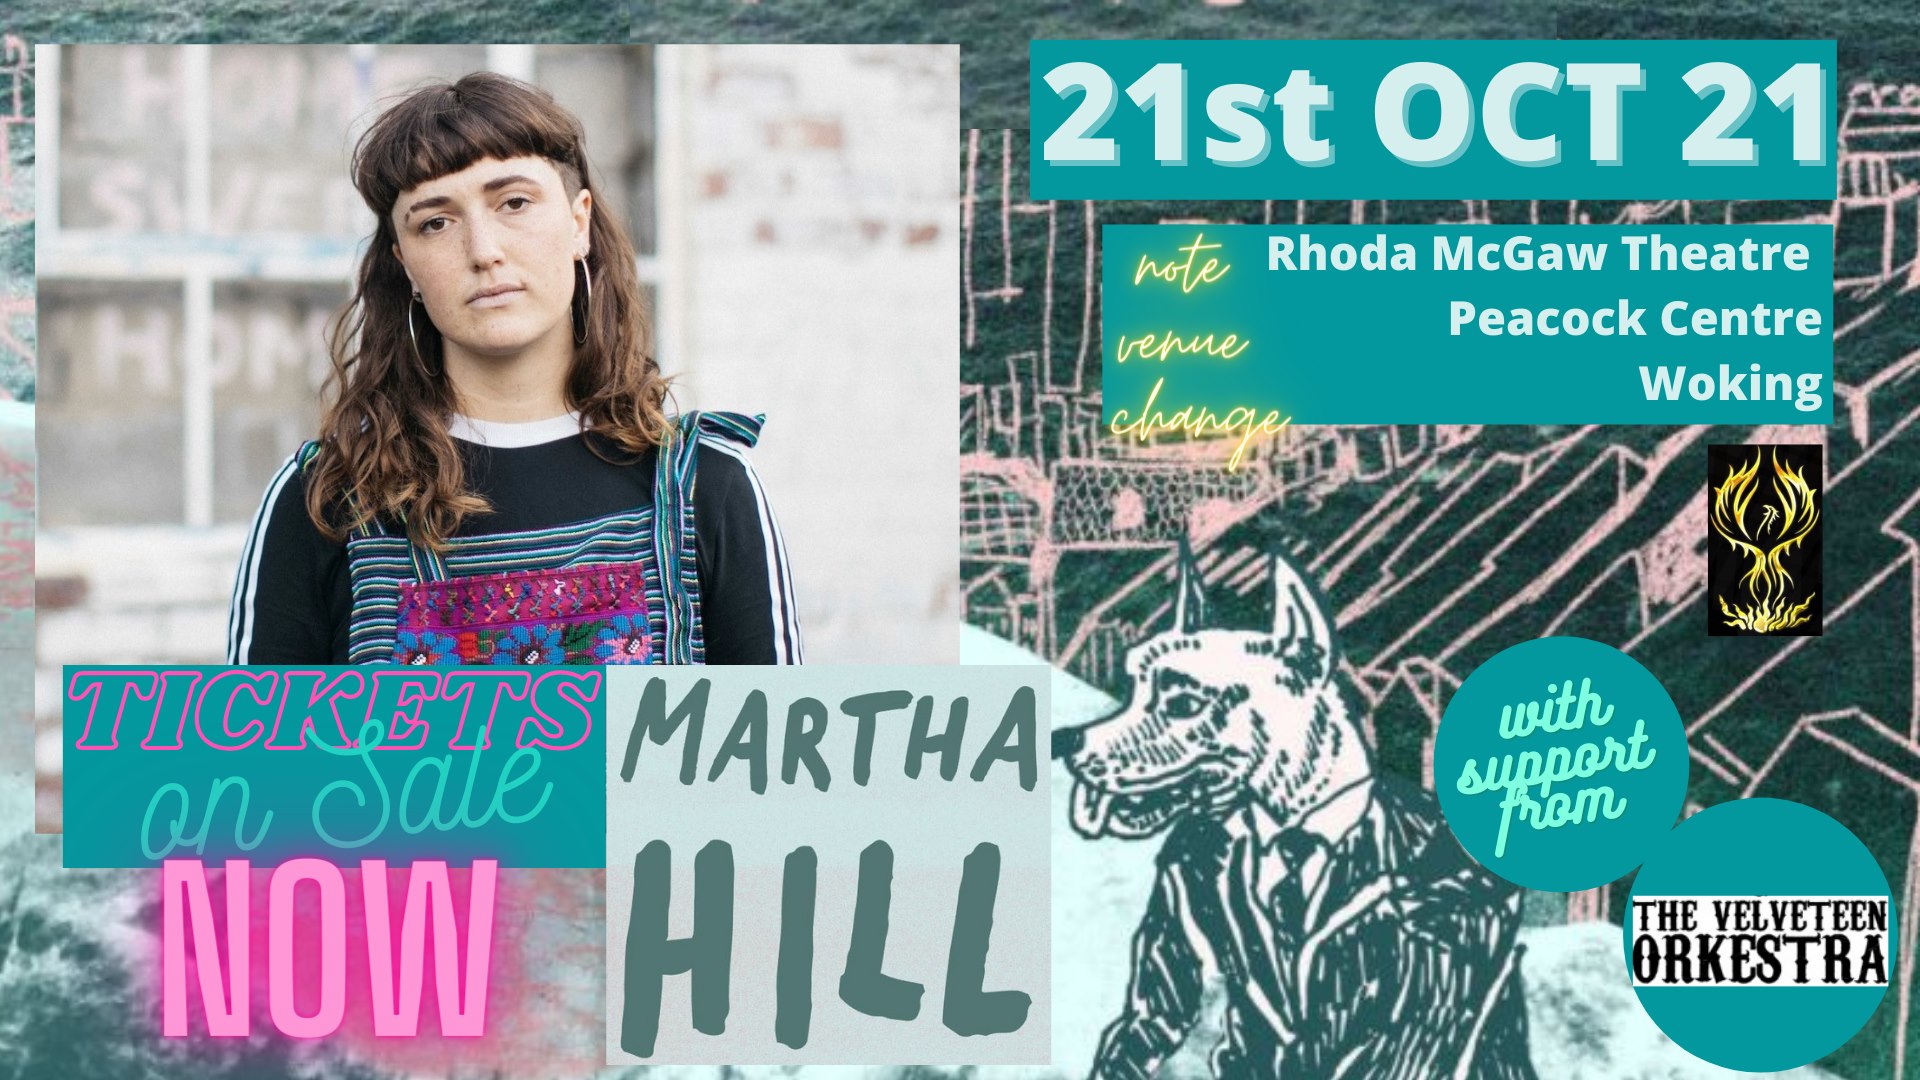 21st OCT 21
note
venue
change
Rhoda McGaw Theatre
Peacock Centre
Woking
TICKETS
on Sale
NOW
MARTHA
HILL
with
support
from
THE VELVETEEN
ORKESTRA